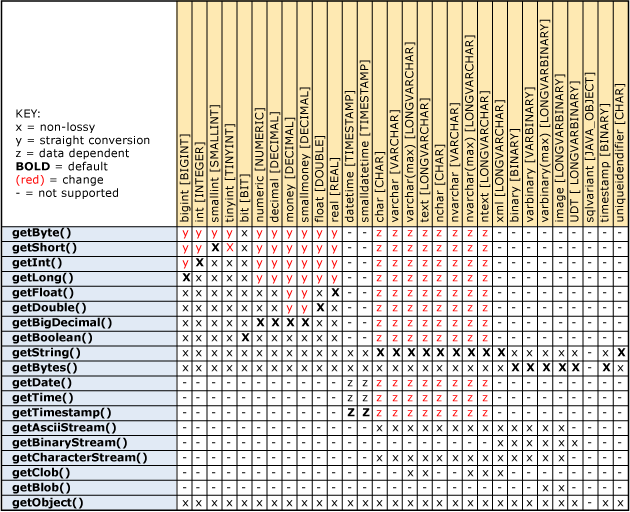 KEY:
x = non-lossy
y = straight conversion
z = data dependent
BOLD = default
(red) = change
- = not supported
bigint [BIGINT]
int [INTEGER]
smallint [SMALLINT]
tinyint [TINYINT]
bit [BIT]
numeric [NUMERIC]
decimal [DECIMAL]
money [DECIMAL]
smallmoney [DECIMAL]
float [DOUBLE]
real [REAL]
datetime [TIMESTAMP]
smalldatetime [TIMESTAMP]
char [CHAR]
varchar [VARCHAR]
varchar(max) [LONGVARCHAR]
text [LONGVARCHAR]
nchar [CHAR]
nvarchar [VARCHAR]
nvarchar(max) [LONGVARCHAR]
ntext [LONGVARCHAR]
xml [LONGVARCHAR]
binary [BINARY]
varbinary [VARBINARY]
varbinary(max) [LONGVARBINARY]
image [LONGVARBINARY]
UDT [ LONGVARBINARY]
sqlvariant [JAVA_OBJECT]
timestamp [BINARY]
uniqueidendifier [CHAR]
getByte() y y y y x y y y y y y - - z z z z z z z z - - - - - - - - -
getShort() y y x x x y y y y y y - - z z z z z z z z - - - - - - - - -
getInt() y x x x x y y y y y y - - z z z z z z z z - - - - - - - - -
getLong() x x x x x y y y y y y - - z z z z z z z z - - - - - - - - -
getFloat() x x x x x x x y y x x - - z z z z z z z z - - - - - - - - -
getDouble() x x x x x x x y y x x - - z z z z z z z z - - - - - - - - -
getBigDecimal() x x x x x x x x x x x - - z z z z z z z z - - - - - - - - -
getBoolean() x x x x x x x x x x x - - z z z z z z z z - - - - - - - - -
getString() x x x x x x x x x x x x x x x x x x x x x x x x x x x - x x
getBytes() x x x x x x x x x x x x x x x x x x x x x x x x x x x - x x
getDate() - - - - - - - - - - - z z z z z z z z z z - - - - - - - - -
getTime() - - - - - - - - - - - z z z z z z z z z z - - - - - - - - -
getTimestamp() - - - - - - - - - - - z z z z z z z z z z - - - - - - - - -
getAsciiStream() - - - - - - - - - - - - - x x x x x x x x x x x x x - - - -
getBinaryStream() - - - - - - - - - - - - - - - - - - - - - x x x x x x - - -
getCharacterStream() - - - - - - - - - - - - - x x x x x x x x x x x x x - - - -
getClob() - - - - - - - - - - - - - - - x x - - x x x - - - - - - - -
getBlob() - - - - - - - - - - - - - - - - - - - - - - - - x x - - - -
getObject() x x x x x x x x x x x x x x x x x x x x x x x x x x x x x x